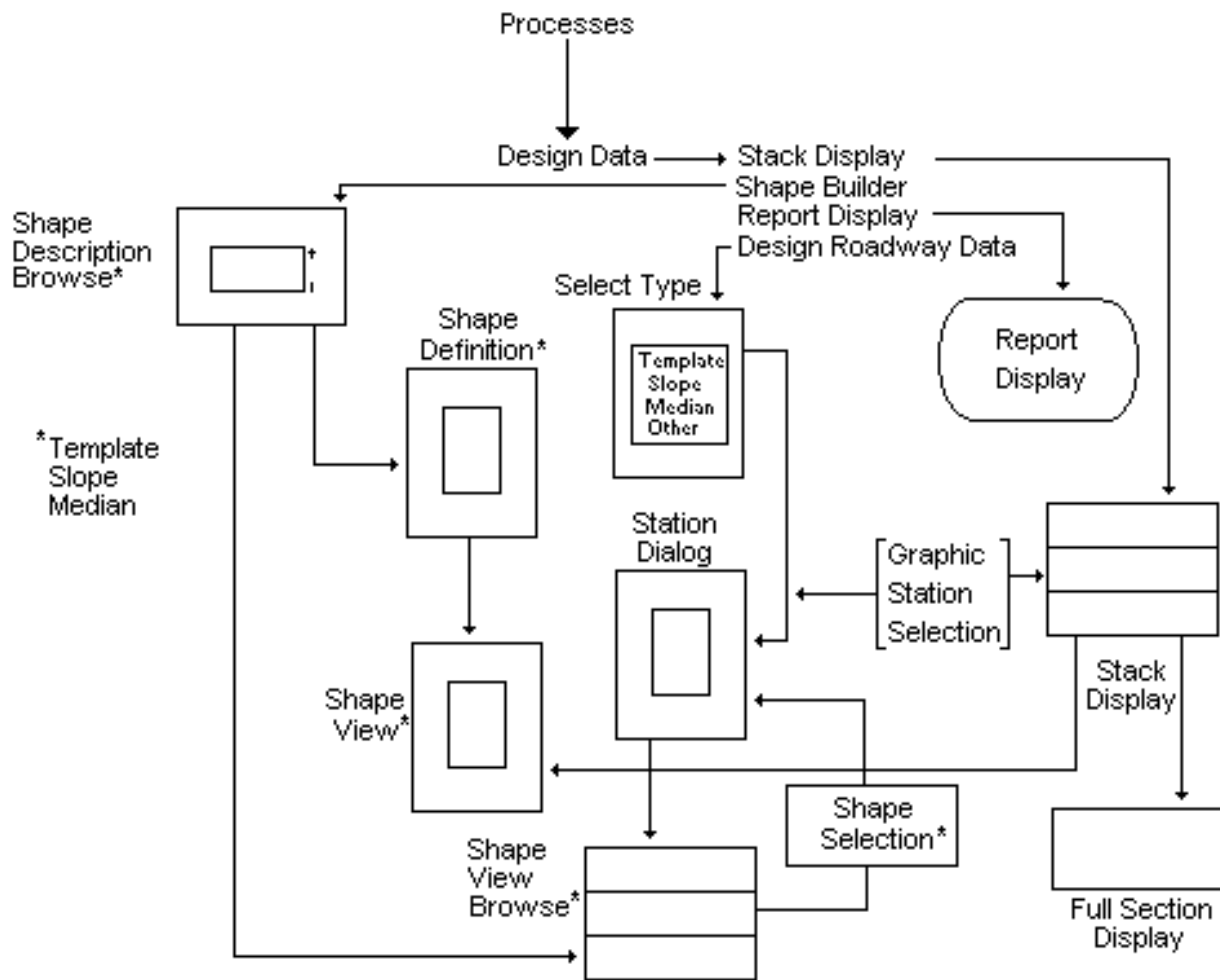 Processes
Design Data
Stack Display
Shape Builder
Report Display
Design Roadway Data
Shape
Description
Browse*
Select Type
Shape
Definition*
Template
Slope
Median
Other
Report
Display
*Template
Slope
Median
Station
Dialog
Graphic
Station
Selection
Stack
Display
Shape
View*
Shape
Selection*
Shape
View
Browse*
Full Section
Display